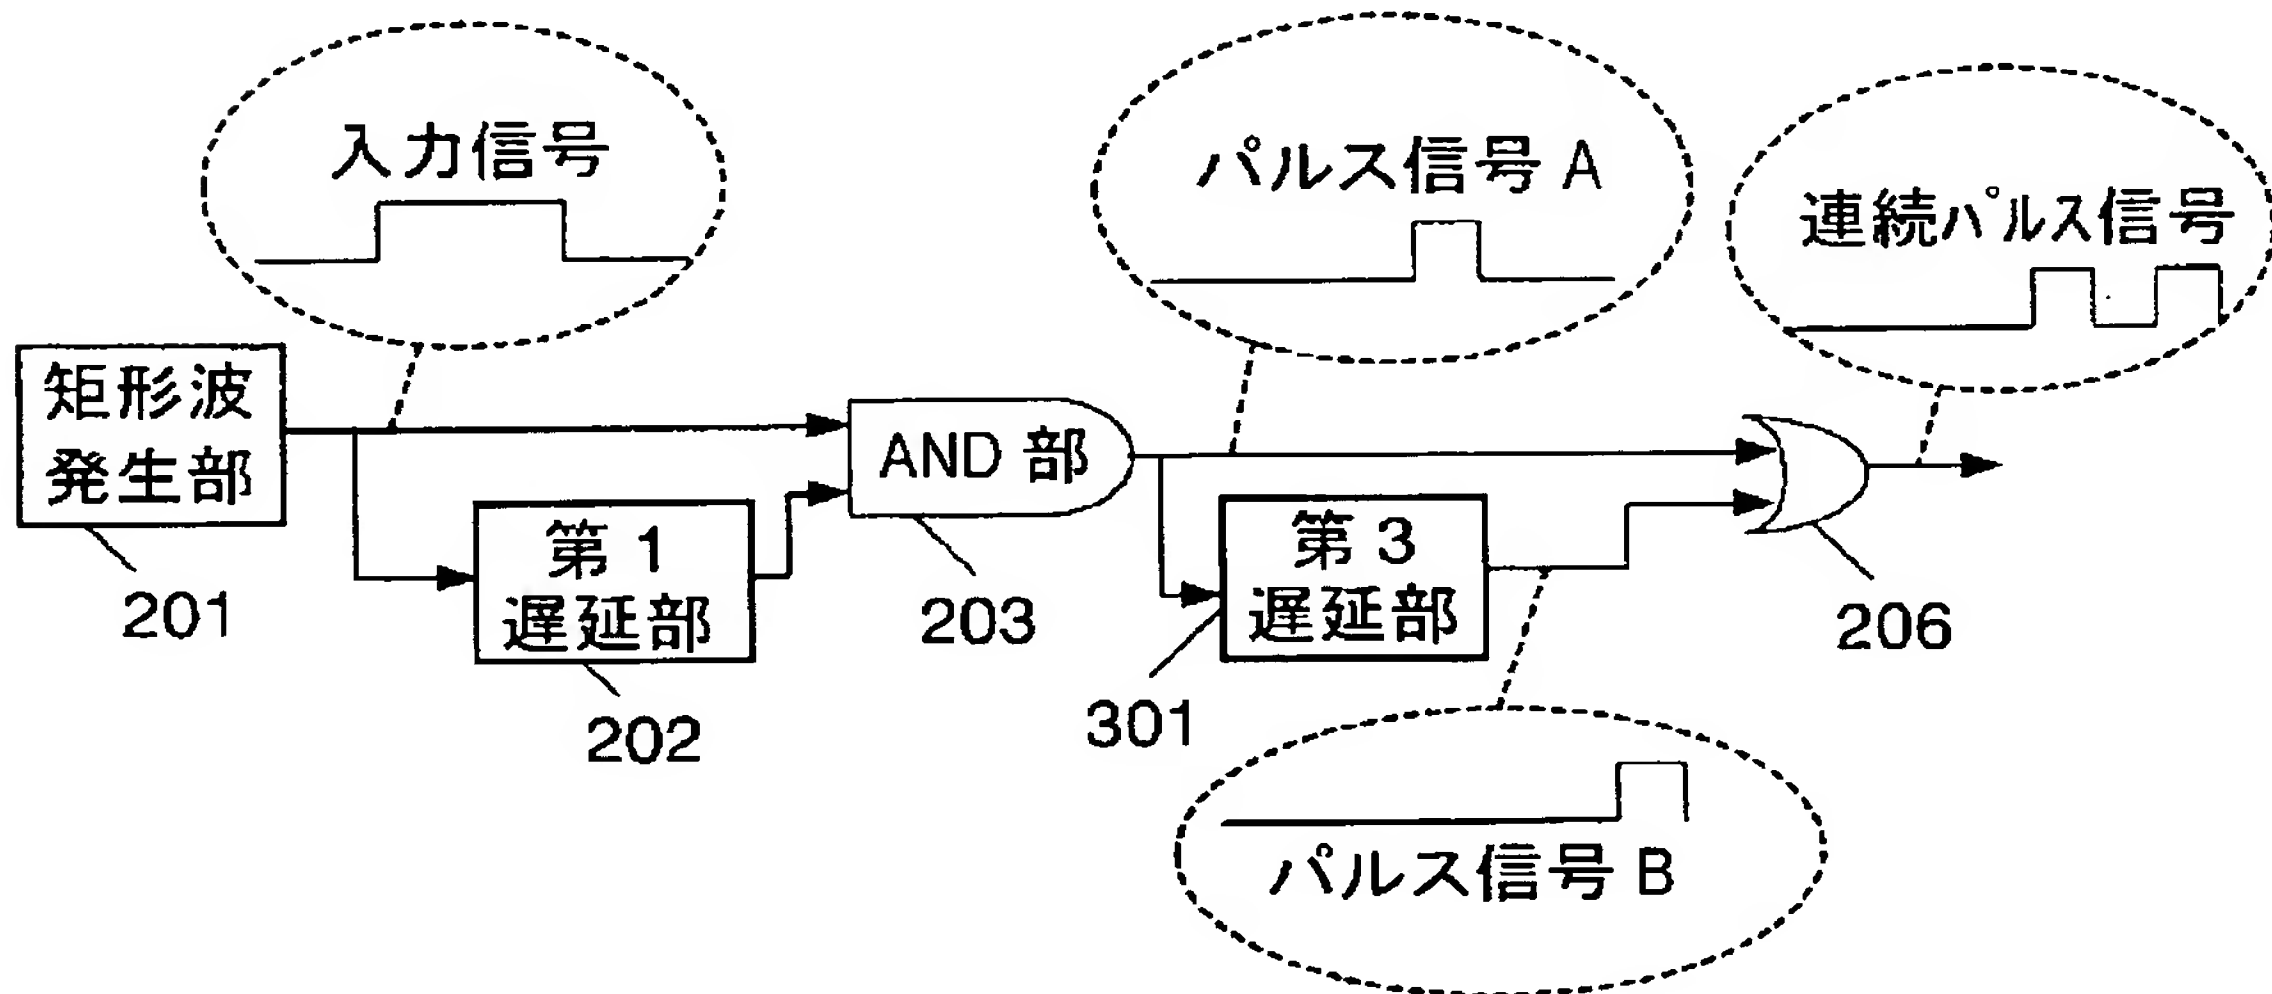 入力信号
パルス信号 A
連続パルス信号
矩形波
発生部
AND 部
第 1
遅延部
第 3
遅延部
201
202
203
301
206
パルス信号 B